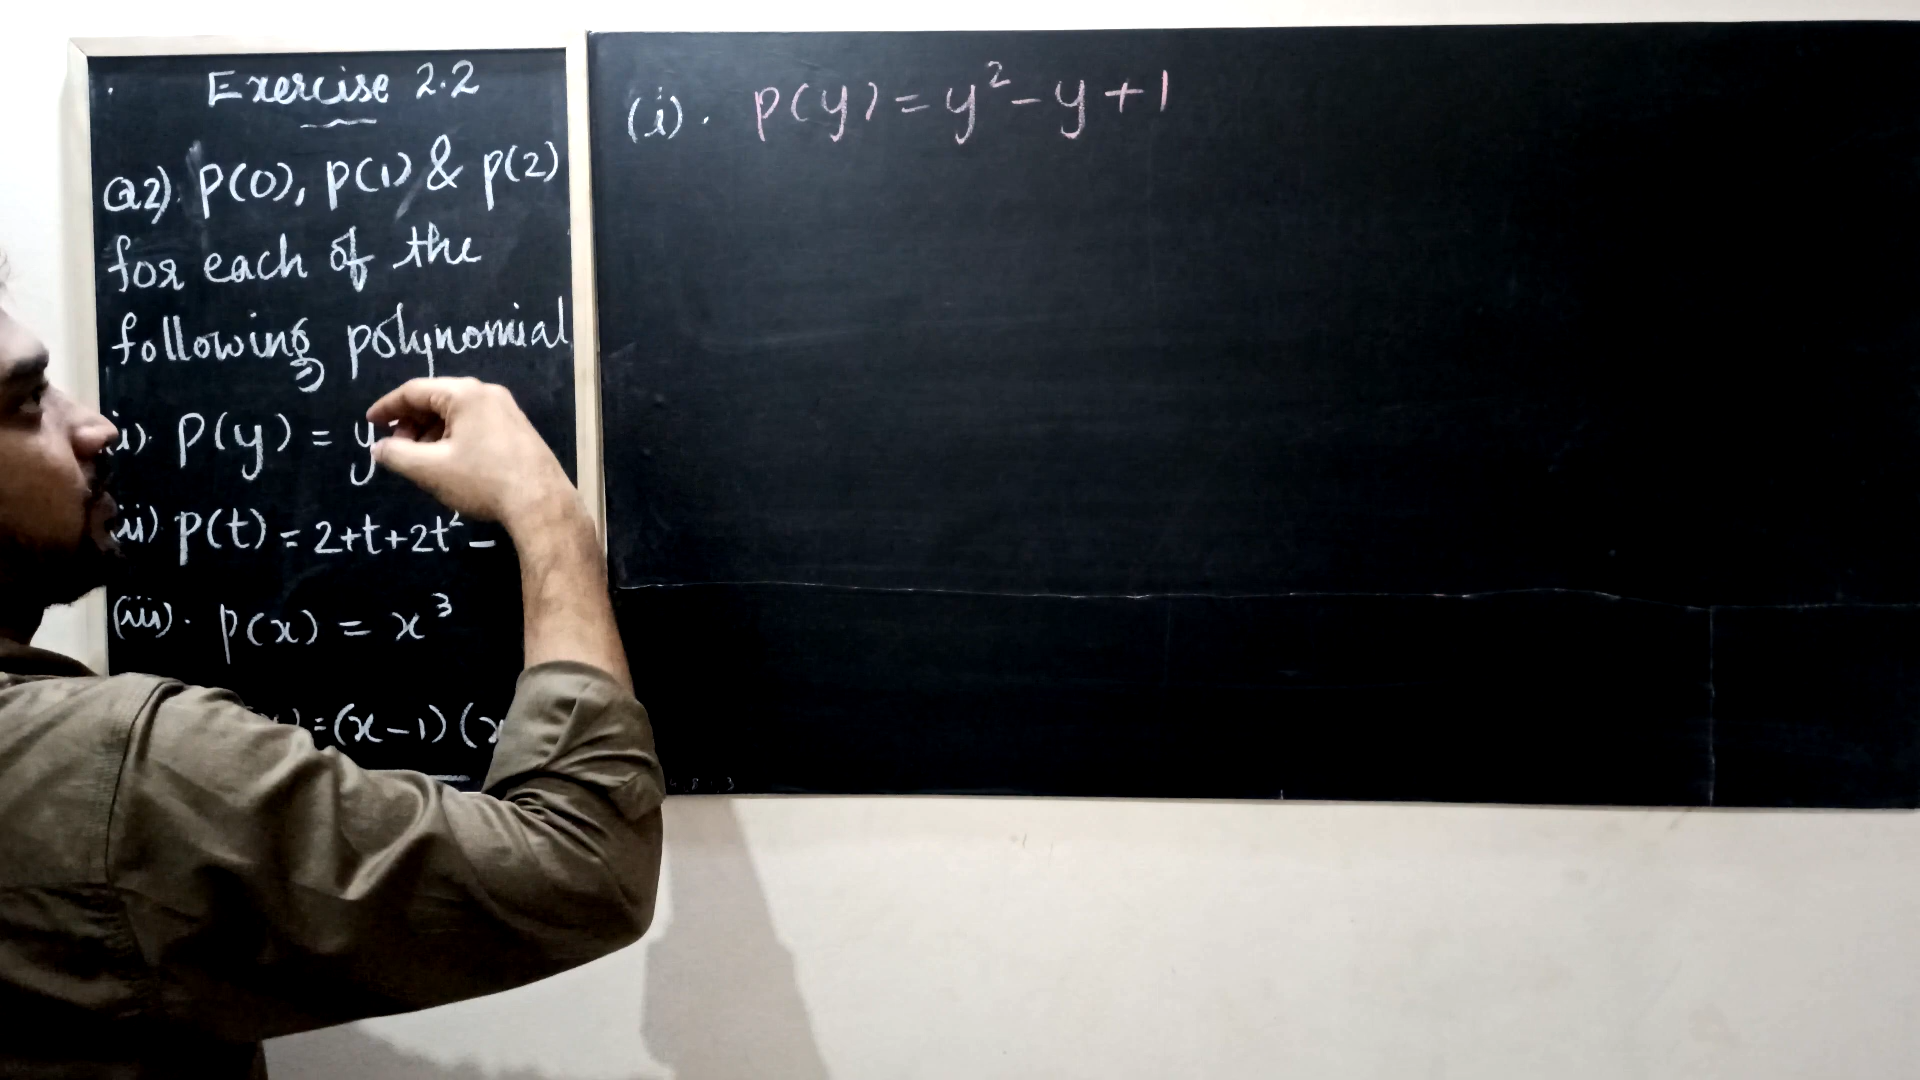 Exercise 2.2
Q2). P(0), P(1) & p(2)
for each of the
following polynomial
(i). P(y) = y
(ii) P(t) = 2+t+2t² -
(iii). p(x) = x³
= (x-1) (x
(i). P(y) = y² - y + 1